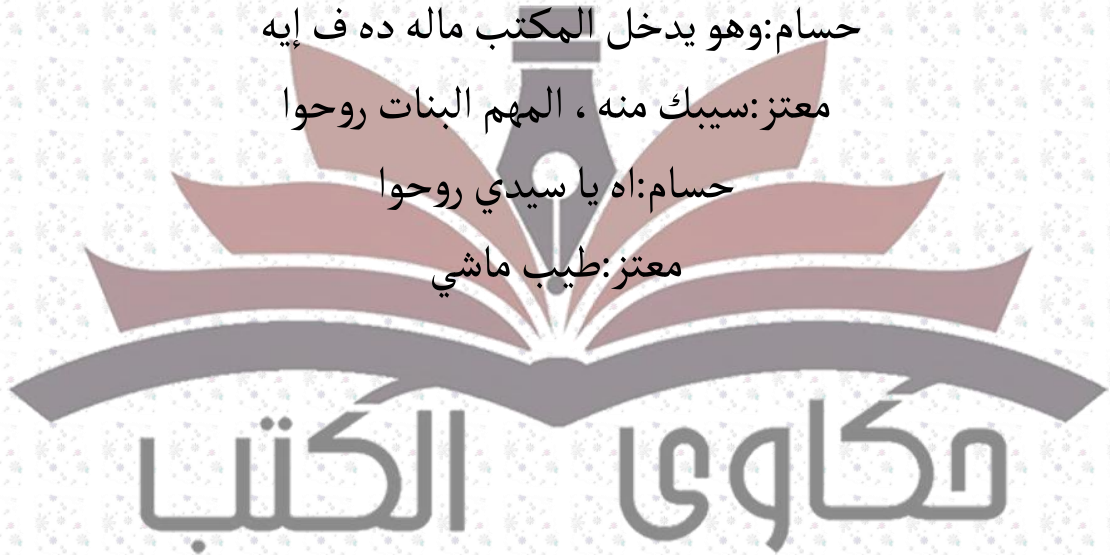 حسام:وهو يدخل المكتب ماله ده ف إيه
معتز:سيبك منه ، المهم البنات روحوا
حسام:اه يا سيدي روحوا
معتز:طيب ماشي
حكاوى الكتب